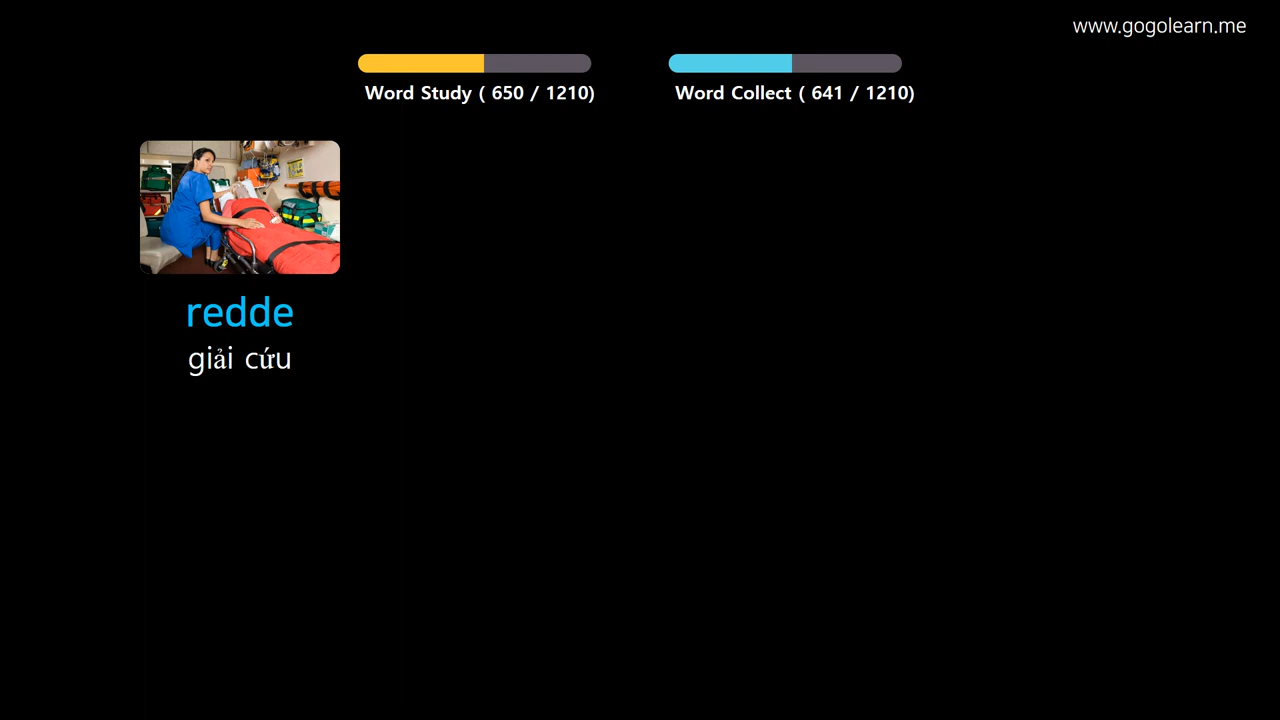 www.gogolearn.me
Word Study ( 650 / 1210)
Word Collect ( 641 / 1210)
redde
giải cứu